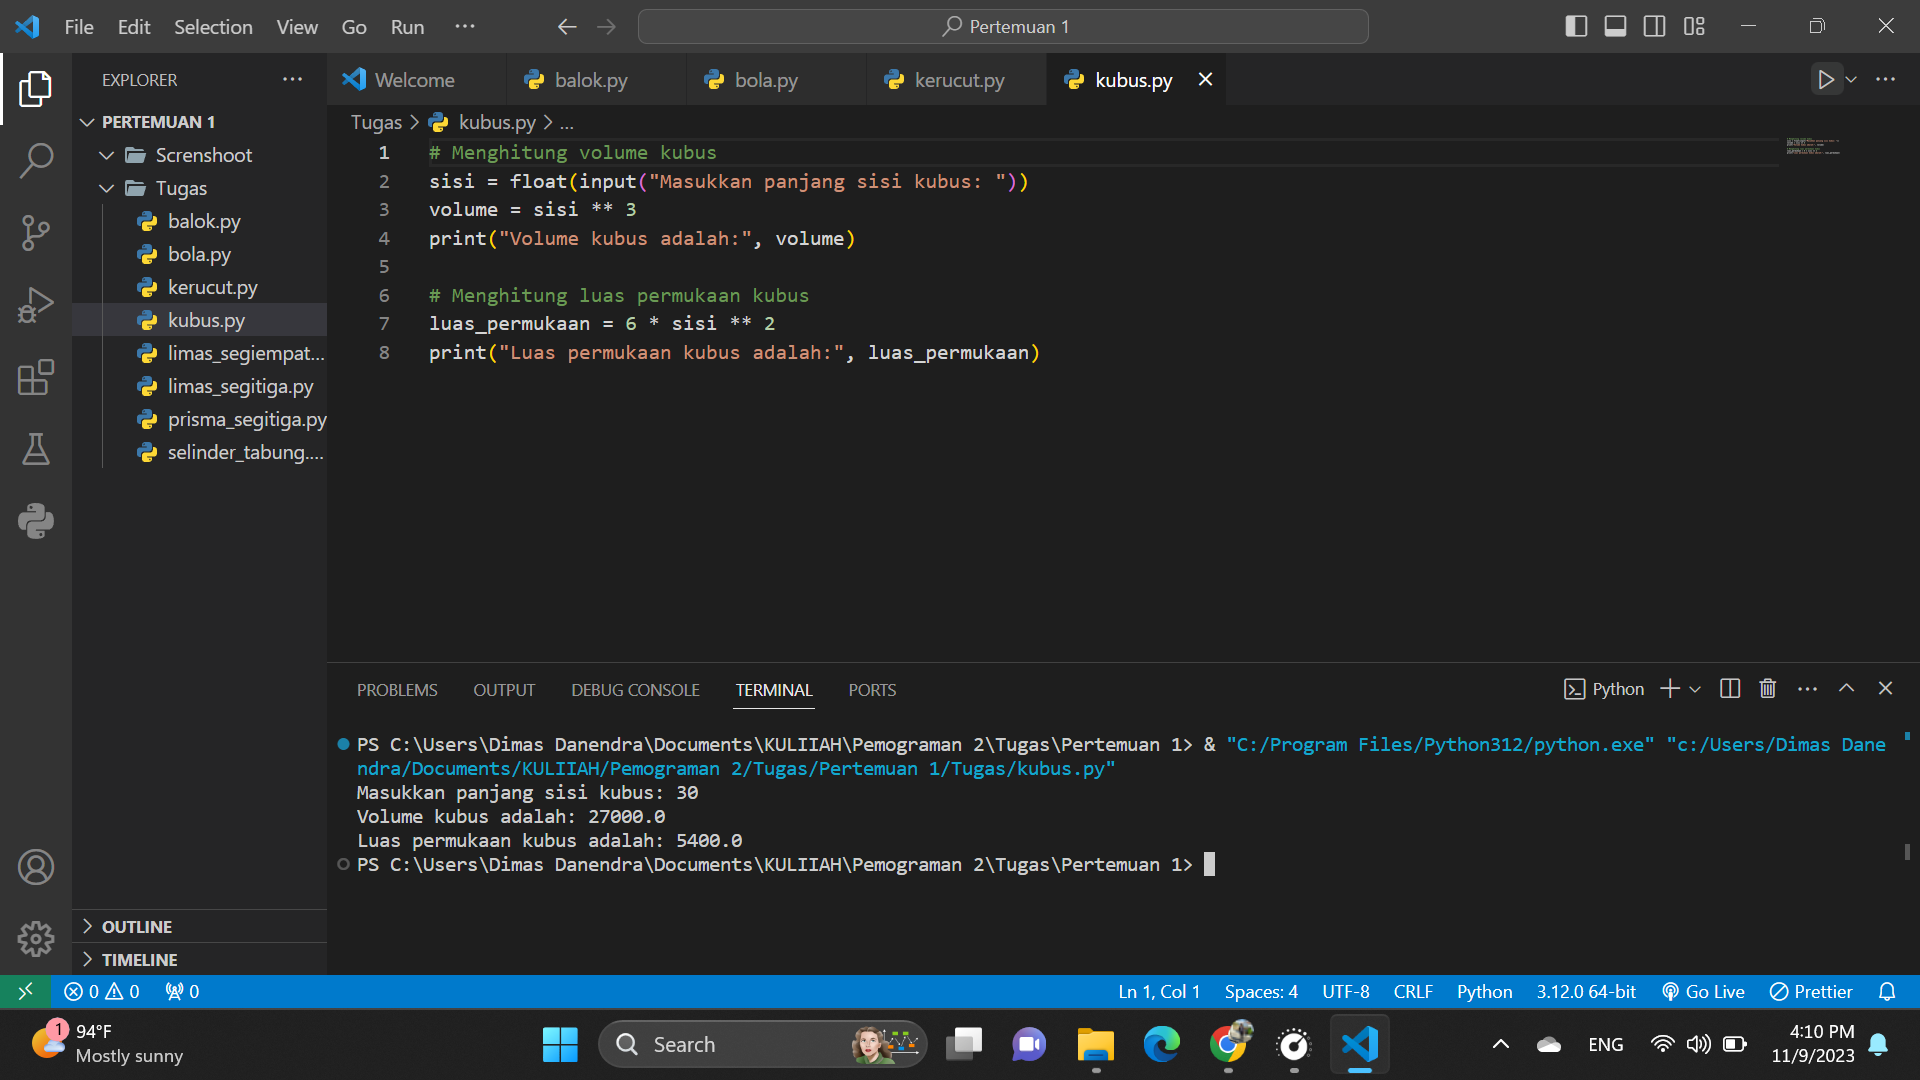 File Edit Selection View Go Run ···
Pertemuan 1
EXPLORER ···
Welcome
balok.py
bola.py
kerucut.py
kubus.py
PERTEMUAN 1
Screnshoot
Tugas
balok.py
bola.py
kerucut.py
kubus.py
limas_segiempat...
limas_segitiga.py
prisma_segitiga.py
selinder_tabung....
OUTLINE
TIMELINE
Tugas > kubus.py > ...
1 # Menghitung volume kubus
2 sisi = float(input("Masukkan panjang sisi kubus: "))
3 volume = sisi ** 3
4 print("Volume kubus adalah:", volume)
5
6 # Menghitung luas permukaan kubus
7 luas_permukaan = 6 * sisi ** 2
8 print("Luas permukaan kubus adalah:", luas_permukaan)
PROBLEMS OUTPUT DEBUG CONSOLE TERMINAL PORTS
Python
PS C:\Users\Dimas Danendra\Documents\KULIIAH\Pemograman 2\Tugas\Pertemuan 1> & "C:/Program Files/Python312/python.exe" "c:/Users/Dimas Dane
ndra/Documents/KULIIAH/Pemograman 2/Tugas/Pertemuan 1/Tugas/kubus.py"
Masukkan panjang sisi kubus: 30
Volume kubus adalah: 27000.0
Luas permukaan kubus adalah: 5400.0
PS C:\Users\Dimas Danendra\Documents\KULIIAH\Pemograman 2\Tugas\Pertemuan 1>
0 0 0
Ln 1, Col 1 Spaces: 4 UTF-8 CRLF Python 3.12.0 64-bit Go Live Prettier
1
94°F
Mostly sunny
Search
ENG
4:10 PM
11/9/2023